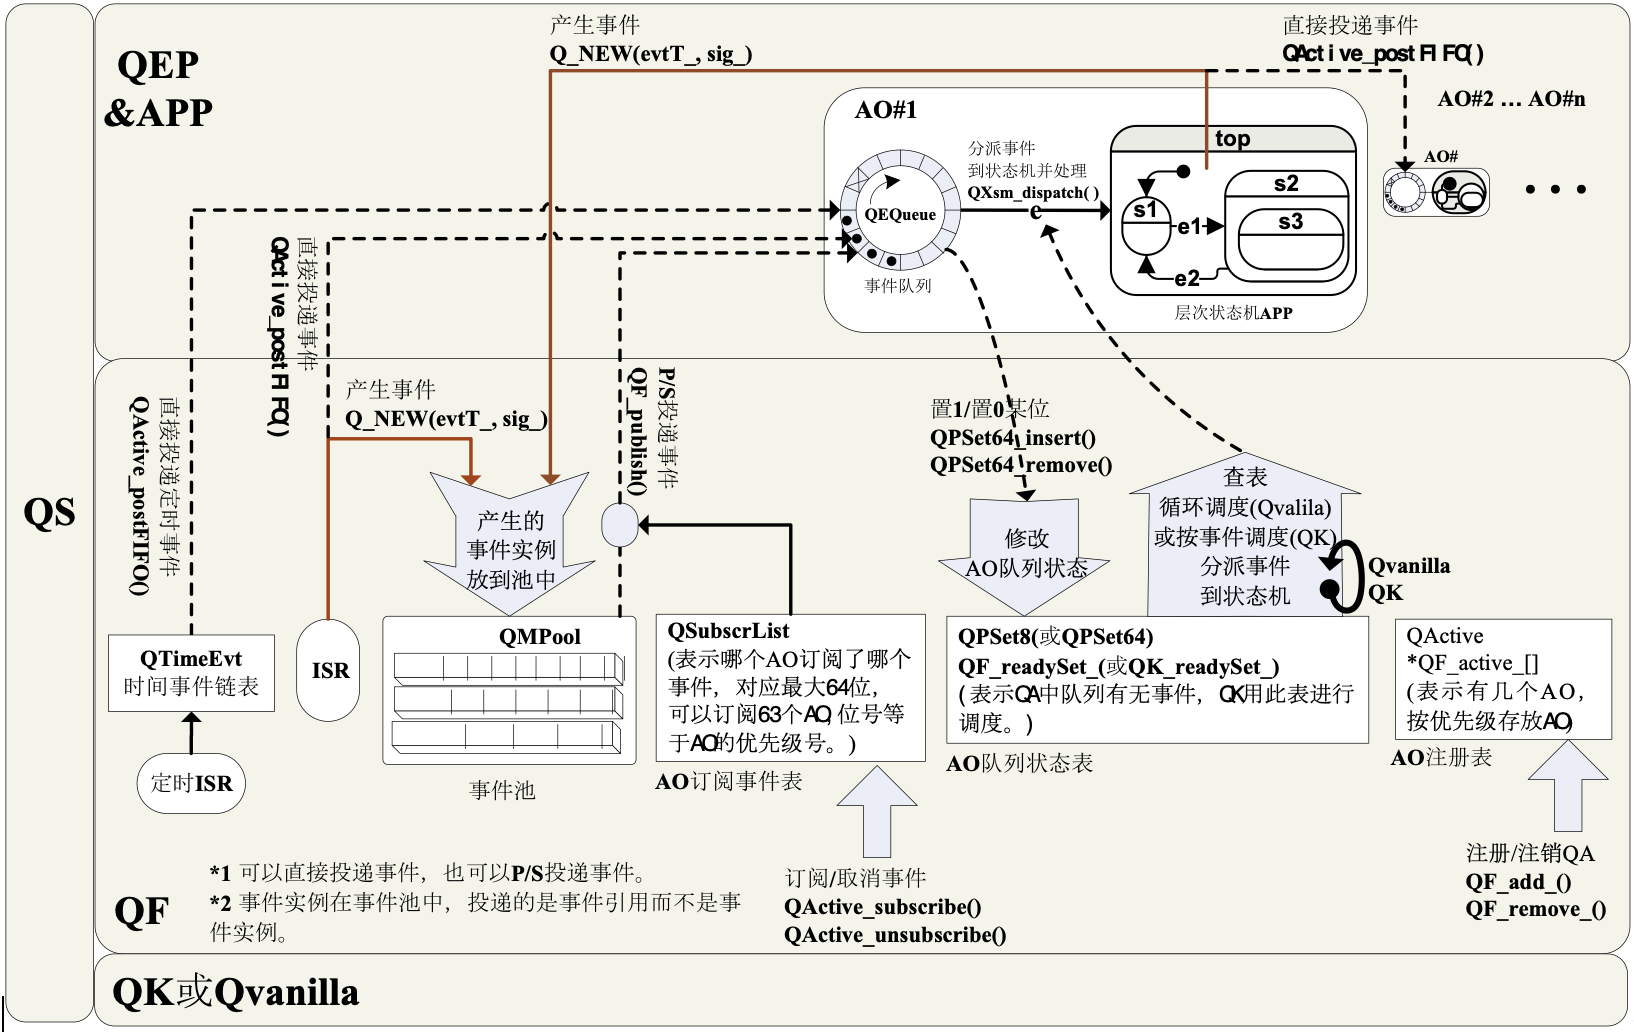 QS
QEP
&APP
产生事件
Q_NEW(evtT_, sig_)
直接投递事件
QActive_postFIFO()
AO#2 … AO#n
AO#
• • •
AO#1
QEQueue
事件队列
分派事件
到状态机并处理
QXsm_dispatch( )
e
top
s1
s2
s3
e1
e2
层次状态机APP
直接投递定时事件
QActive_postFIFO()
直接投递事件
QActive_postFIFO()
产生事件
Q_NEW(evtT_, sig_)
P/S投递事件
QF_publish()
置1/置0某位
QPSet64_insert()
QPSet64_remove()
产生的
事件实例
放到池中
修改
AO队列状态
查表
循环调度(Qvalila)
或按事件调度(QK)
分派事件
到状态机
Qvanilla
QK
QTimeEvt
时间事件链表
定时ISR
ISR
QMPool
事件池
QSubscrList
(表示哪个AO订阅了哪个
事件，对应最大64位，
可以订阅63个AO,位号等
于AO的优先级号。)
AO订阅事件表
QPSet8(或QPSet64)
QF_readySet_(或QK_readySet_)
(表示QA中队列有无事件，QK用此表进行
调度。)
AO队列状态表
QActive
*QF_active_[]
(表示有几个AO，
按优先级存放AO)
AO注册表
订阅/取消事件
QActive_subscribe()
QActive_unsubscribe()
注册/注销QA
QF_add_()
QF_remove_()
QF
*1 可以直接投递事件，也可以P/S投递事件。
*2 事件实例在事件池中，投递的是事件引用而不是事
件实例。
QK或Qvanilla